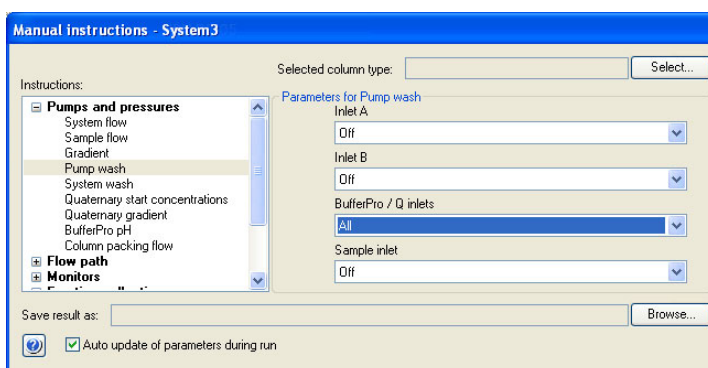 Manual instructions - System3
Selected column type:
Select...
Instructions:
Pumps and pressures
System flow
Sample flow
Gradient
Pump wash
System wash
Quaternary start concentrations
Quaternary gradient
BufferPro pH
Column packing flow
Flow path
Monitors
Parameters for Pump wash
Inlet A
Off
Inlet B
Off
BufferPro / Q inlets
All
Sample inlet
Off
Save result as:
Browse...
Auto update of parameters during run